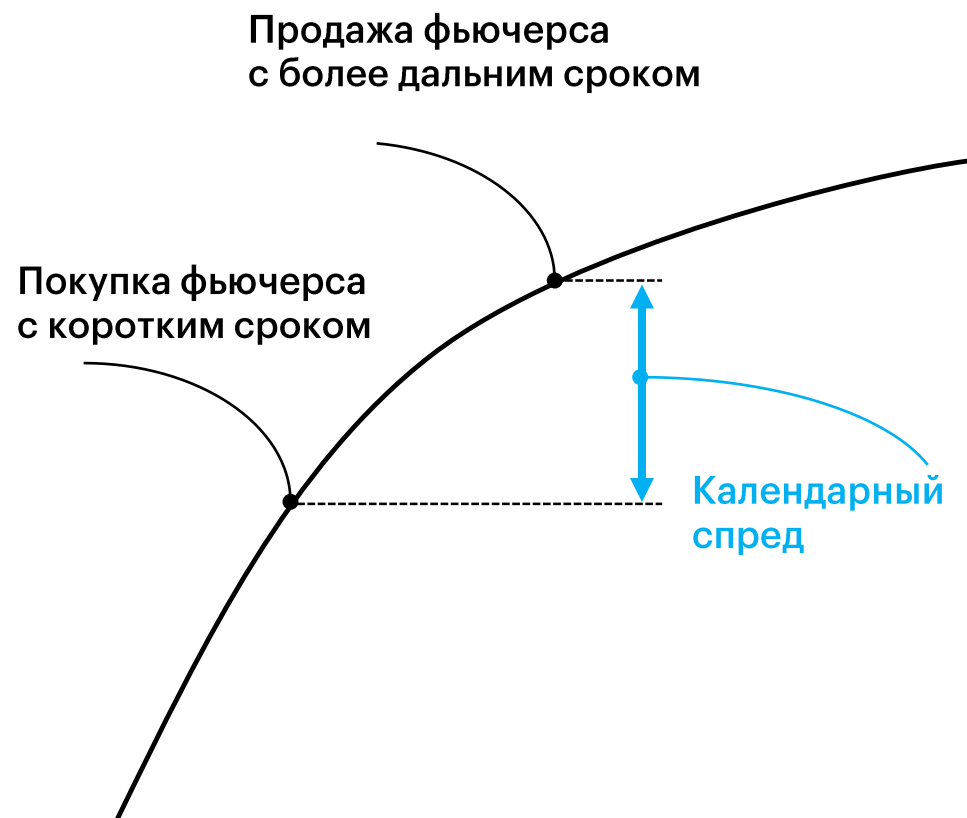 Продажа фьючерса
с более дальним сроком
Покупка фьючерса
с коротким сроком
Календарный
спред